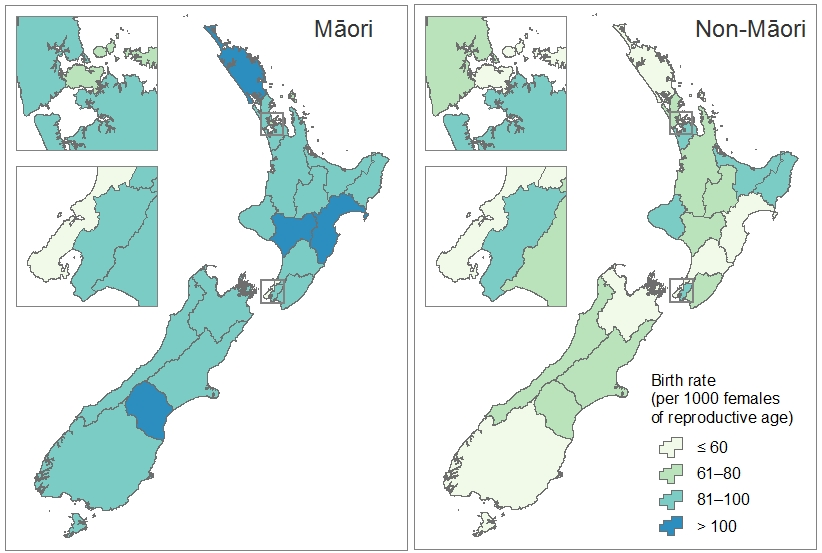 Māori
Non-Māori
Birth rate
(per 1000 females
of reproductive age)
≤ 60
61–80
81–100
> 100